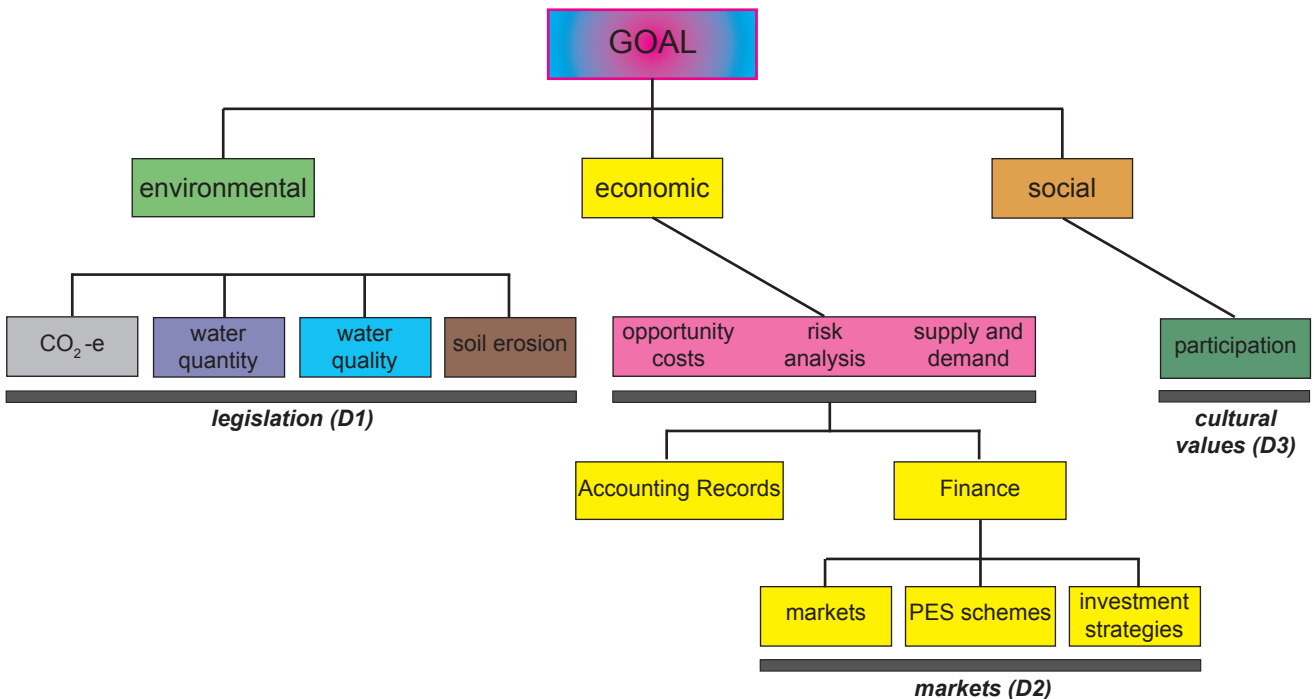 GOAL
environmental
economic
social
CO₂-e
water
quantity
water
quality
soil erosion
opportunity
costs
risk
analysis
supply and
demand
participation
legislation (D1)
cultural
values (D3)
Accounting Records
Finance
markets
PES schemes
investment
strategies
markets (D2)